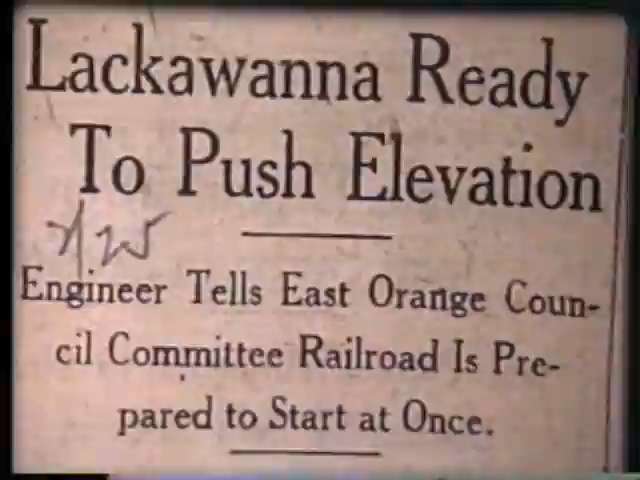 Lackawanna Ready
To Push Elevation
Engineer Tells East Orange Coun-
cil Committee Railroad Is Pre-
pared to Start at Once.